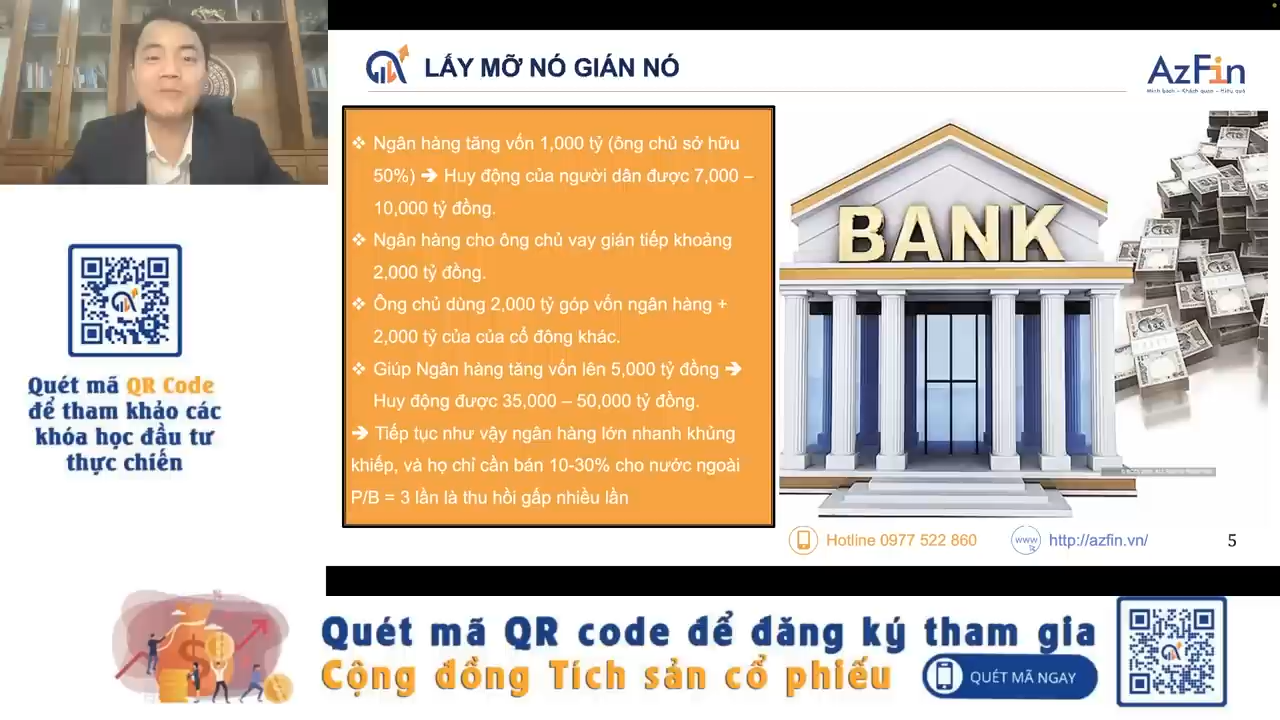 LẤY MỠ NÓ GIÁN NÓ
AzFin
Minh bạch – Khách quan – Hiệu quả
❖ Ngân hàng tăng vốn 1,000 tỷ (ông chủ sở hữu
50%) ➔ Huy động của người dân được 7,000 –
10,000 tỷ đồng.
❖ Ngân hàng cho ông chủ vay gián tiếp khoảng
2,000 tỷ đồng.
❖ Ông chủ dùng 2,000 tỷ góp vốn ngân hàng +
2,000 tỷ của của cổ đông khác.
❖ Giúp Ngân hàng tăng vốn lên 5,000 tỷ đồng ➔
Huy động được 35,000 – 50,000 tỷ đồng.
➔ Tiếp tục như vậy ngân hàng lớn nhanh khủng
khiếp, và họ chỉ cần bán 10-30% cho nước ngoài
P/B = 3 lần là thu hồi gấp nhiều lần
BANK
Quét mã QR Code
để tham khảo các
khóa học đầu tư
thực chiến
Hotline 0977 522 860
www
http://azfin.vn/
5
Quét mã QR code để đăng ký tham gia
Cộng đồng Tích sản cổ phiếu
QUÉT MÃ NGAY